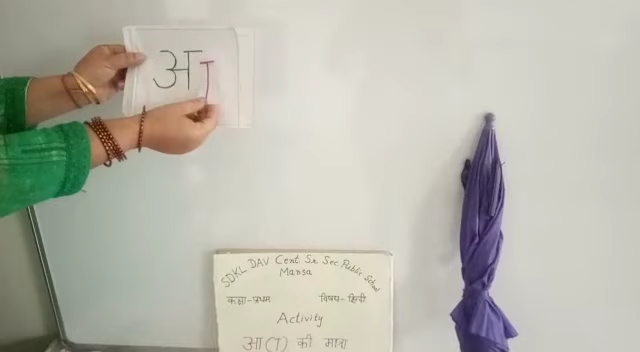 अा
SDKL DAV Cent Sr Sec Public School
Mansa
कक्षा-प्रथम विषय-हिन्दी
Activity
आ(ा) की मात्रा